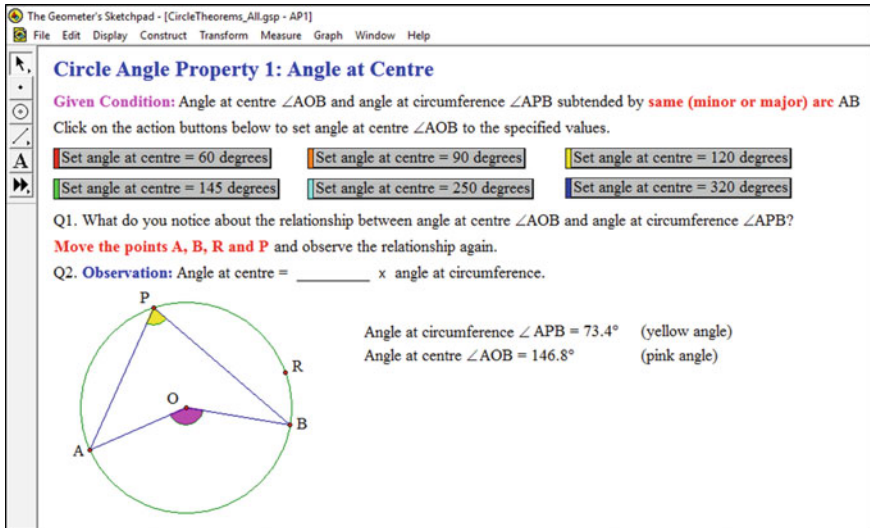 The Geometer's Sketchpad - [CircleTheorems_All.gsp - AP1]
File Edit Display Construct Transform Measure Graph Window Help
A
Circle Angle Property 1: Angle at Centre
Given Condition: Angle at centre ∠AOB and angle at circumference ∠APB subtended by same (minor or major) arc AB
Click on the action buttons below to set angle at centre ∠AOB to the specified values.
Set angle at centre = 60 degrees Set angle at centre = 90 degrees Set angle at centre = 120 degrees
Set angle at centre = 145 degrees Set angle at centre = 250 degrees Set angle at centre = 320 degrees
Q1. What do you notice about the relationship between angle at centre ∠AOB and angle at circumference ∠APB?
Move the points A, B, R and P and observe the relationship again.
Q2. Observation: Angle at centre = ________ x angle at circumference.
P
Angle at circumference ∠ APB = 73.4° (yellow angle)
Angle at centre ∠AOB = 146.8° (pink angle)
R
O
B
A